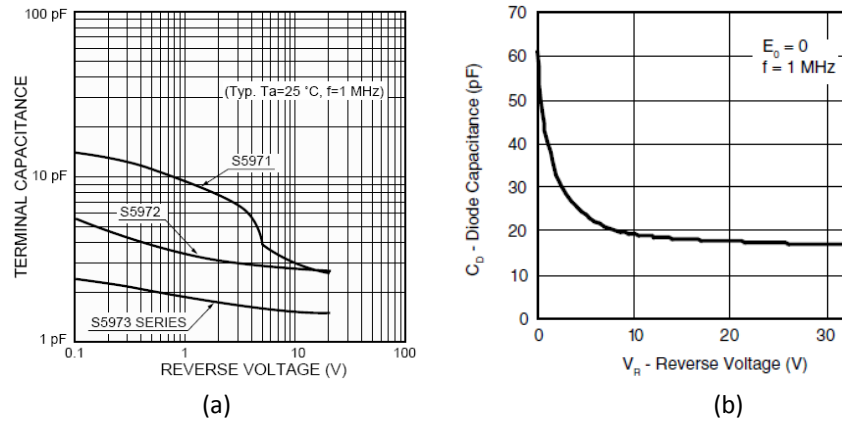 100 pF
(Typ. Ta=25 °C, f=1 MHz)
S5971
10 pF
S5972
S5973 SERIES
1 pF
0.1 1 10 100
TERMINAL CAPACITANCE
REVERSE VOLTAGE (V)
(a)
70
60
50
40
30
20
10
0
E₀ = 0
f = 1 MHz
0 10 20 30
C_D - Diode Capacitance (pF)
V_R - Reverse Voltage (V)
(b)